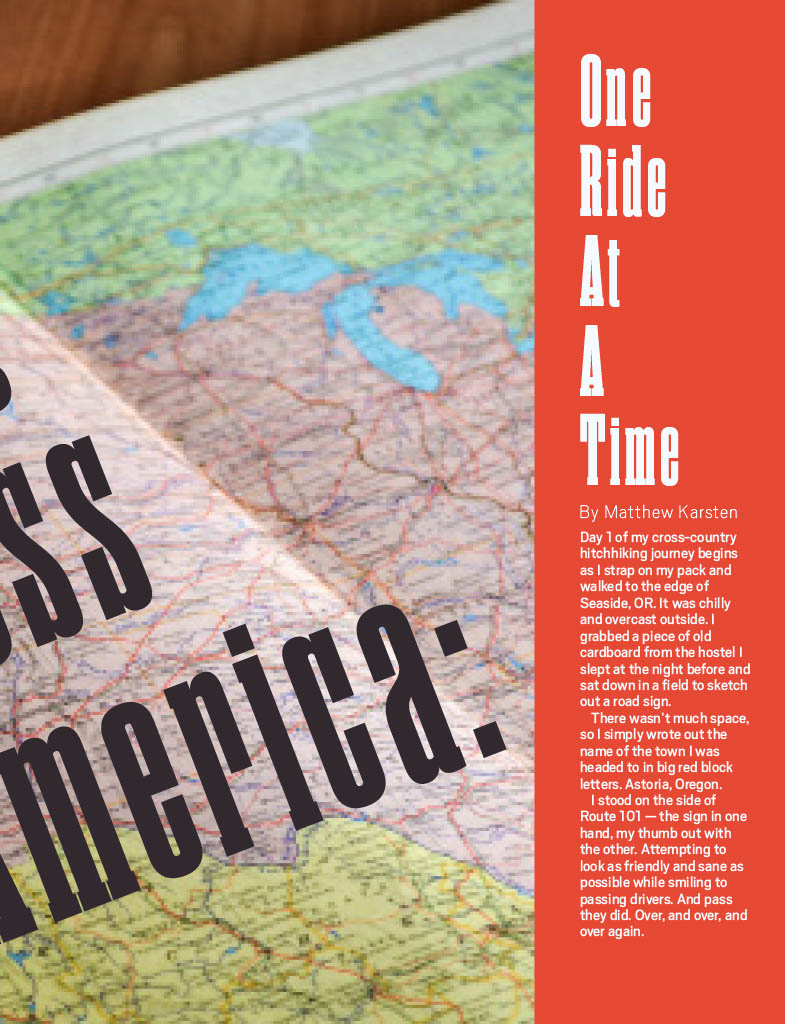 ss
America:
One
Ride
At
A
Time
By Matthew Karsten
Day 1 of my cross-country
hitchhiking journey begins
as I strap on my pack and
walked to the edge of
Seaside, OR. It was chilly
and overcast outside. I
grabbed a piece of old
cardboard from the hostel I
slept at the night before and
sat down in a field to sketch
out a road sign.
There wasn't much space,
so I simply wrote out the
name of the town I was
headed to in big red block
letters. Astoria, Oregon.
I stood on the side of
Route 101 — the sign in one
hand, my thumb out with
the other. Attempting to
look as friendly and sane as
possible while smiling to
passing drivers. And pass
they did. Over, and over, and
over again.